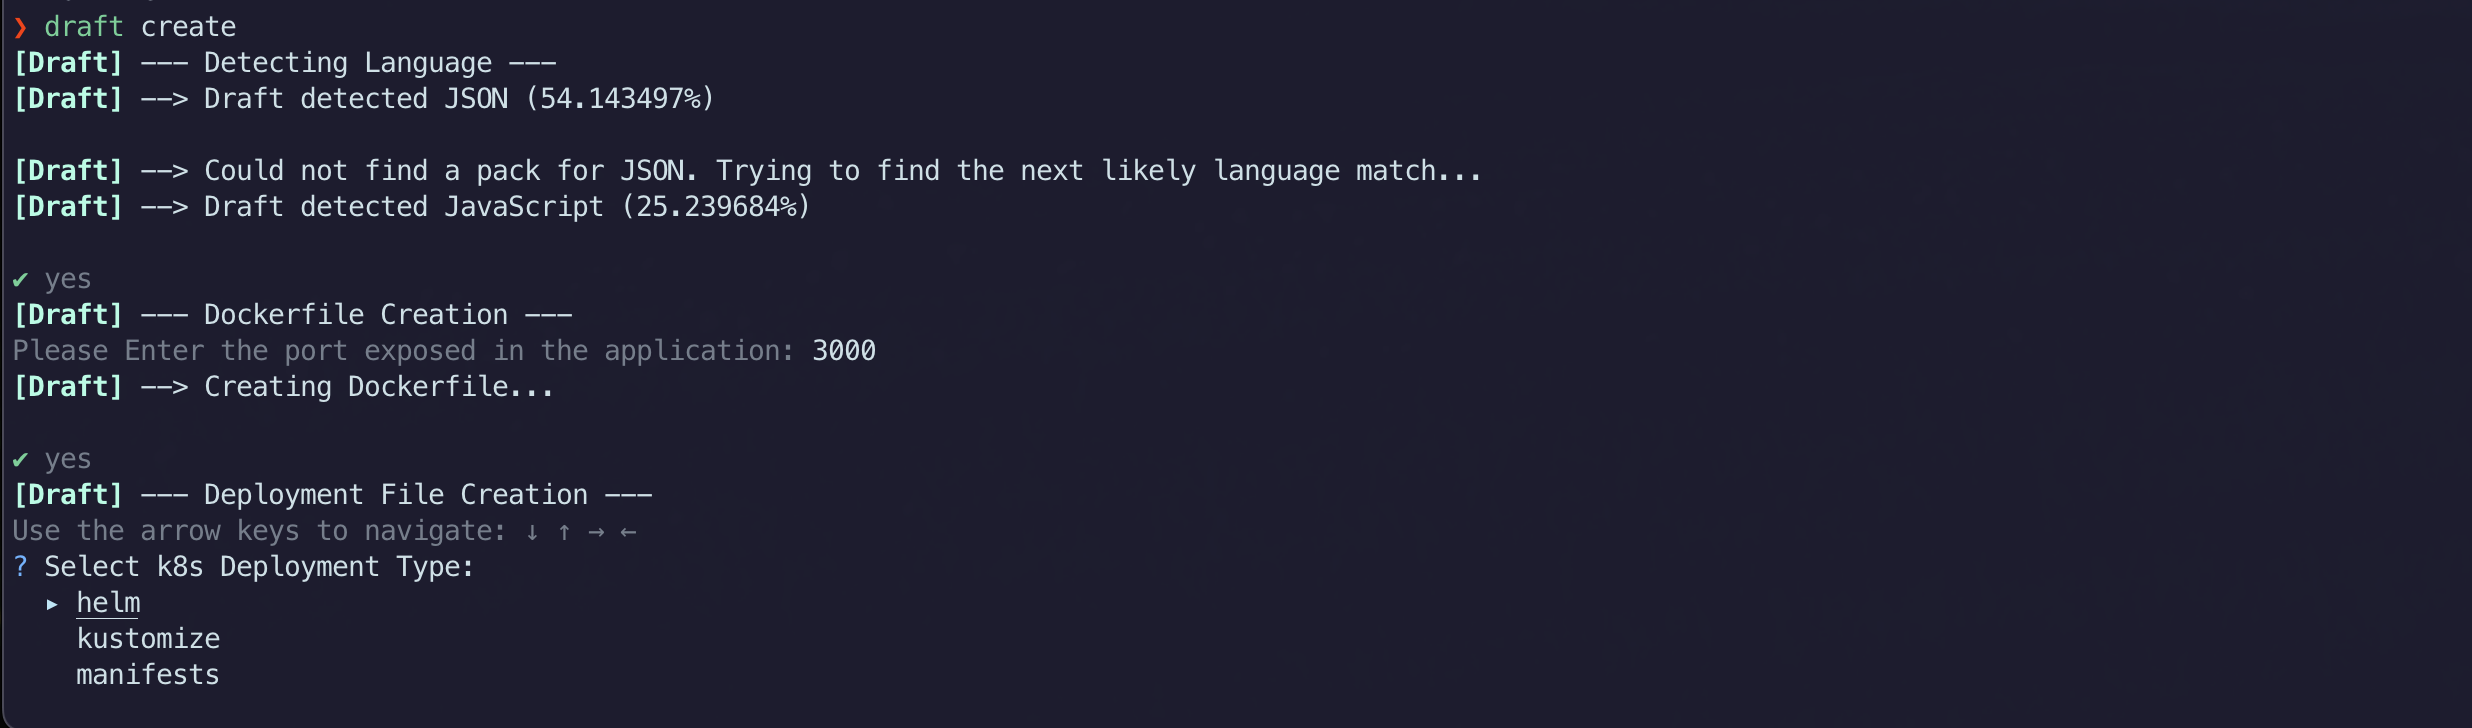 ❯ draft create
[Draft] --- Detecting Language ---
[Draft] --> Draft detected JSON (54.143497%)
[Draft] --> Could not find a pack for JSON. Trying to find the next likely language match...
[Draft] --> Draft detected JavaScript (25.239684%)
✔ yes
[Draft] --- Dockerfile Creation ---
Please Enter the port exposed in the application: 3000
[Draft] --> Creating Dockerfile...
✔ yes
[Draft] --- Deployment File Creation ---
Use the arrow keys to navigate: ↓ ↑ → ←
? Select k8s Deployment Type:
▸ helm
kustomize
manifests